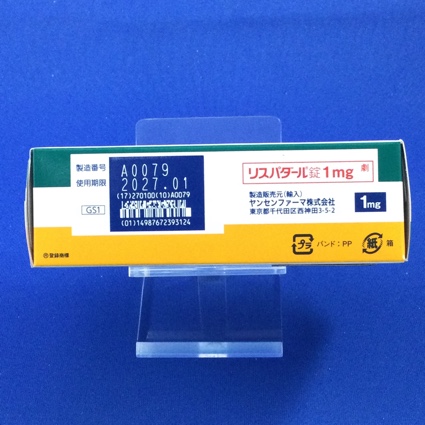 製造番号
使用期限
GS1
A0079
2027.01
(17)270100(10)A0079
(01)14987672393124
リスパダール錠1mg 劇
製造販売元(輸入)
ヤンセンファーマ株式会社
東京都千代田区西神田3-5-2
1mg
プラ バンド:PP 紙 箱
Ⓡ登録商標